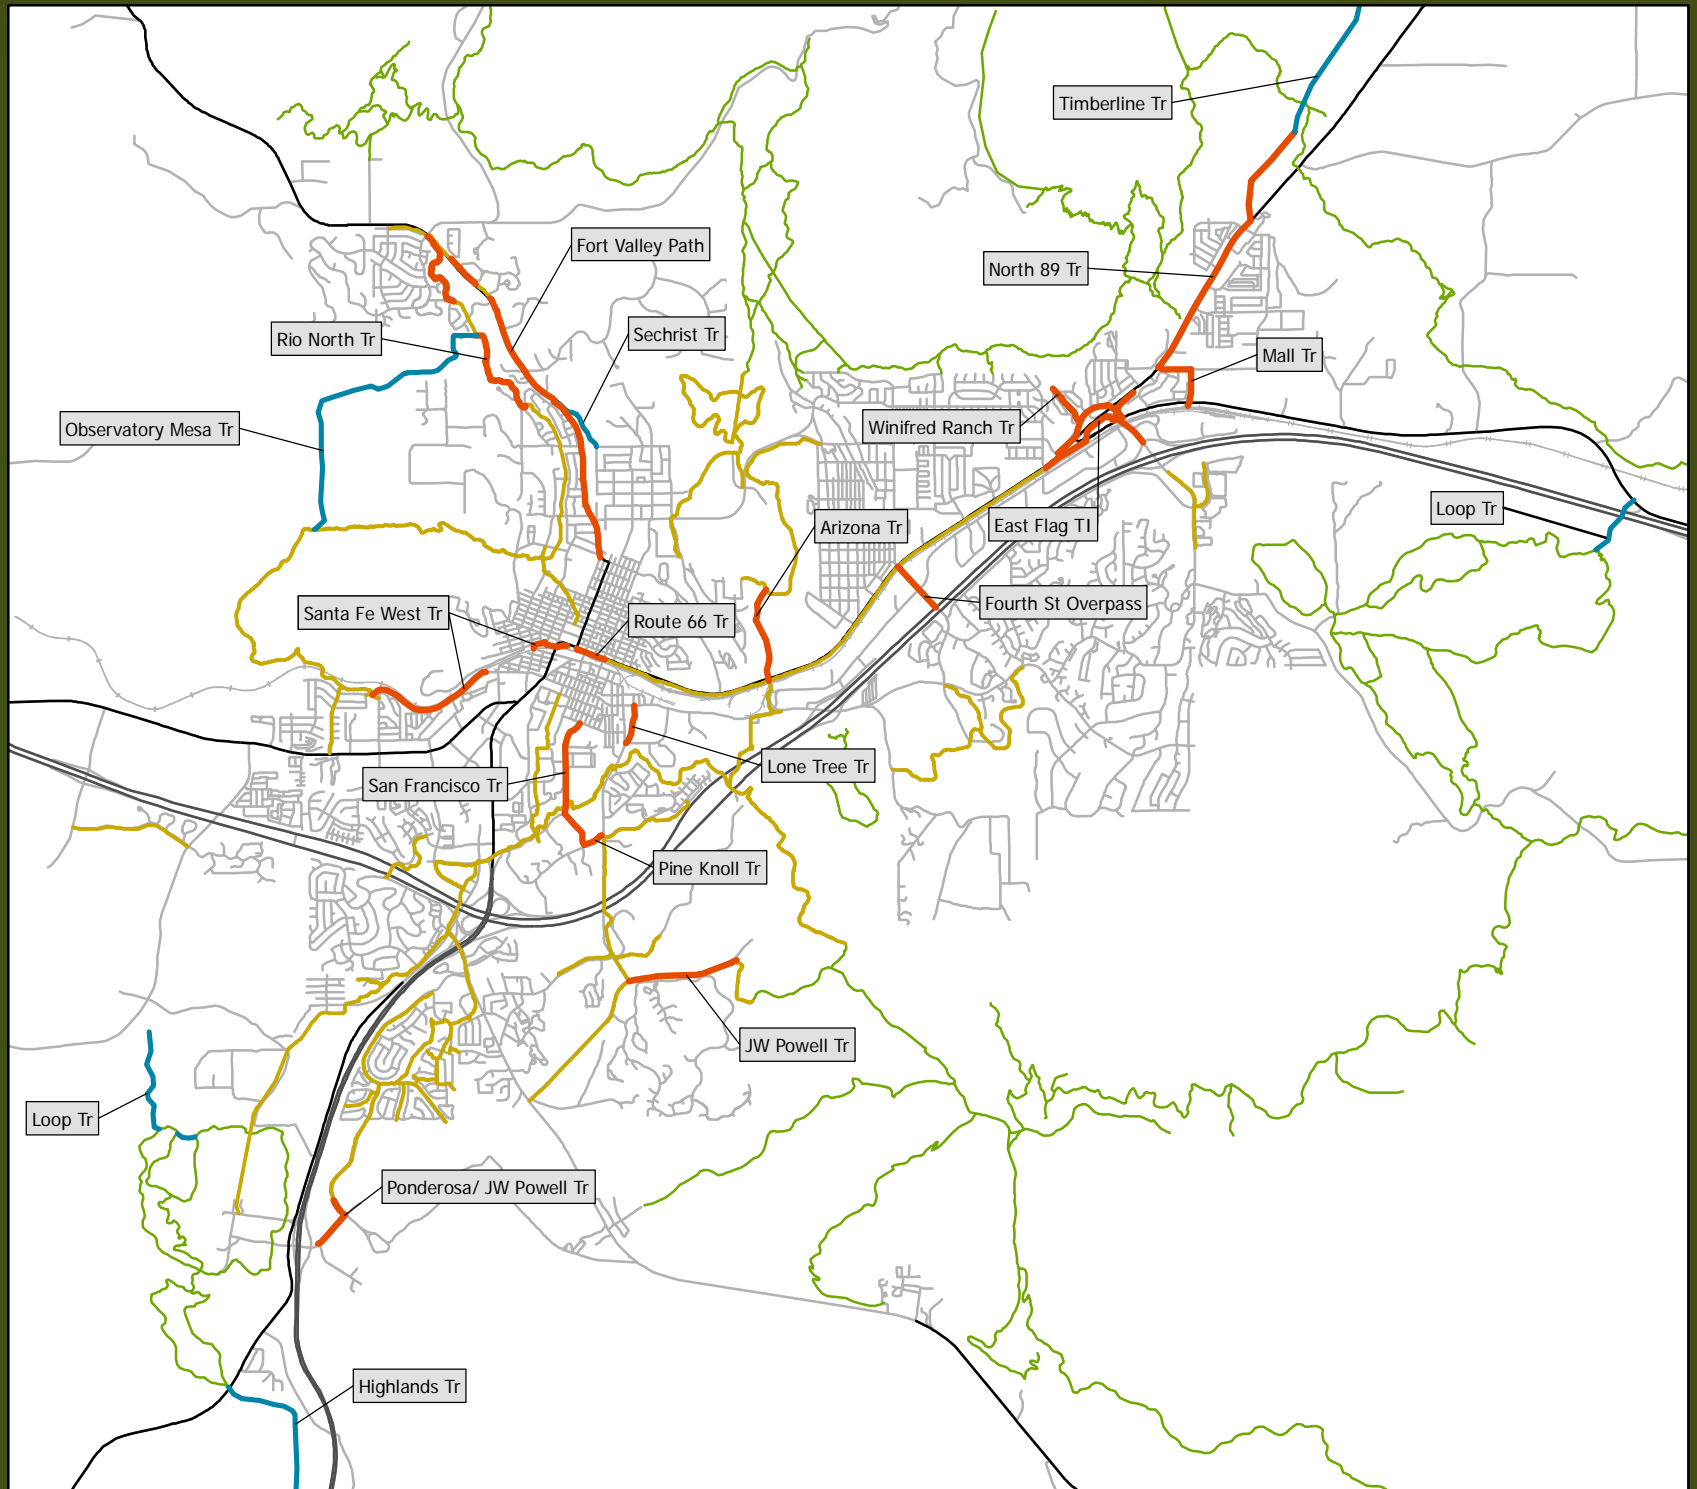 Timberline Tr
Fort Valley Path
North 89 Tr
Rio North Tr
Sechrist Tr
Mall Tr
Observatory Mesa Tr
Winifred Ranch Tr
Loop Tr
Arizona Tr
East Flag TI
Santa Fe West Tr
Route 66 Tr
Fourth St Overpass
San Francisco Tr
Lone Tree Tr
Pine Knoll Tr
JW Powell Tr
Loop Tr
Ponderosa/ JW Powell Tr
Highlands Tr